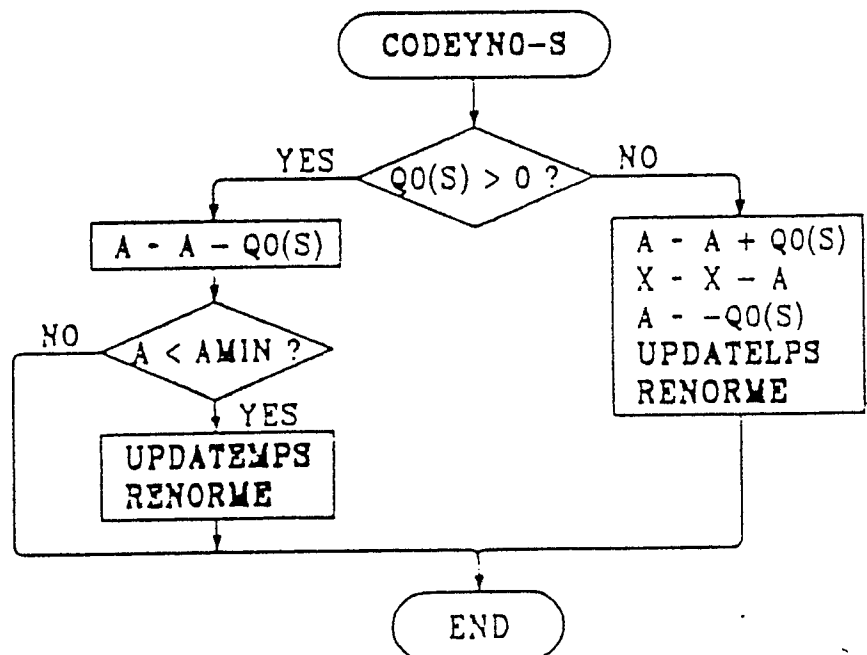 CODEYNO-S
YES
Q0(S) > 0 ?
NO
A - A - Q0(S)
A - A + Q0(S)
X - X - A
A - -Q0(S)
UPDATELPS
RENORME
NO
A < AMIN ?
YES
UPDATEMPS
RENORME
END